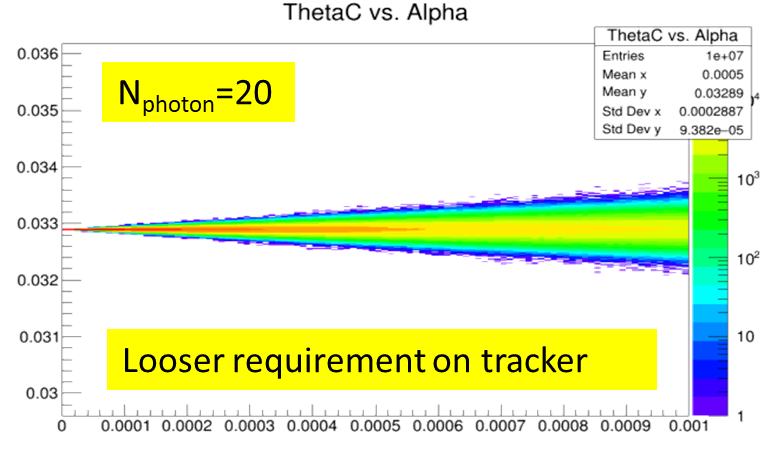 ThetaC vs. Alpha
ThetaC vs. Alpha
Entries 1e+07
Mean x 0.0005
Mean y 0.03289
Std Dev x 0.0002887
Std Dev y 9.382e−05
Nphoton=20
Looser requirement on tracker
0.036
0.035
0.034
0.033
0.032
0.031
0.03
0 0.0001 0.0002 0.0003 0.0004 0.0005 0.0006 0.0007 0.0008 0.0009 0.001
10³
10²
10
1